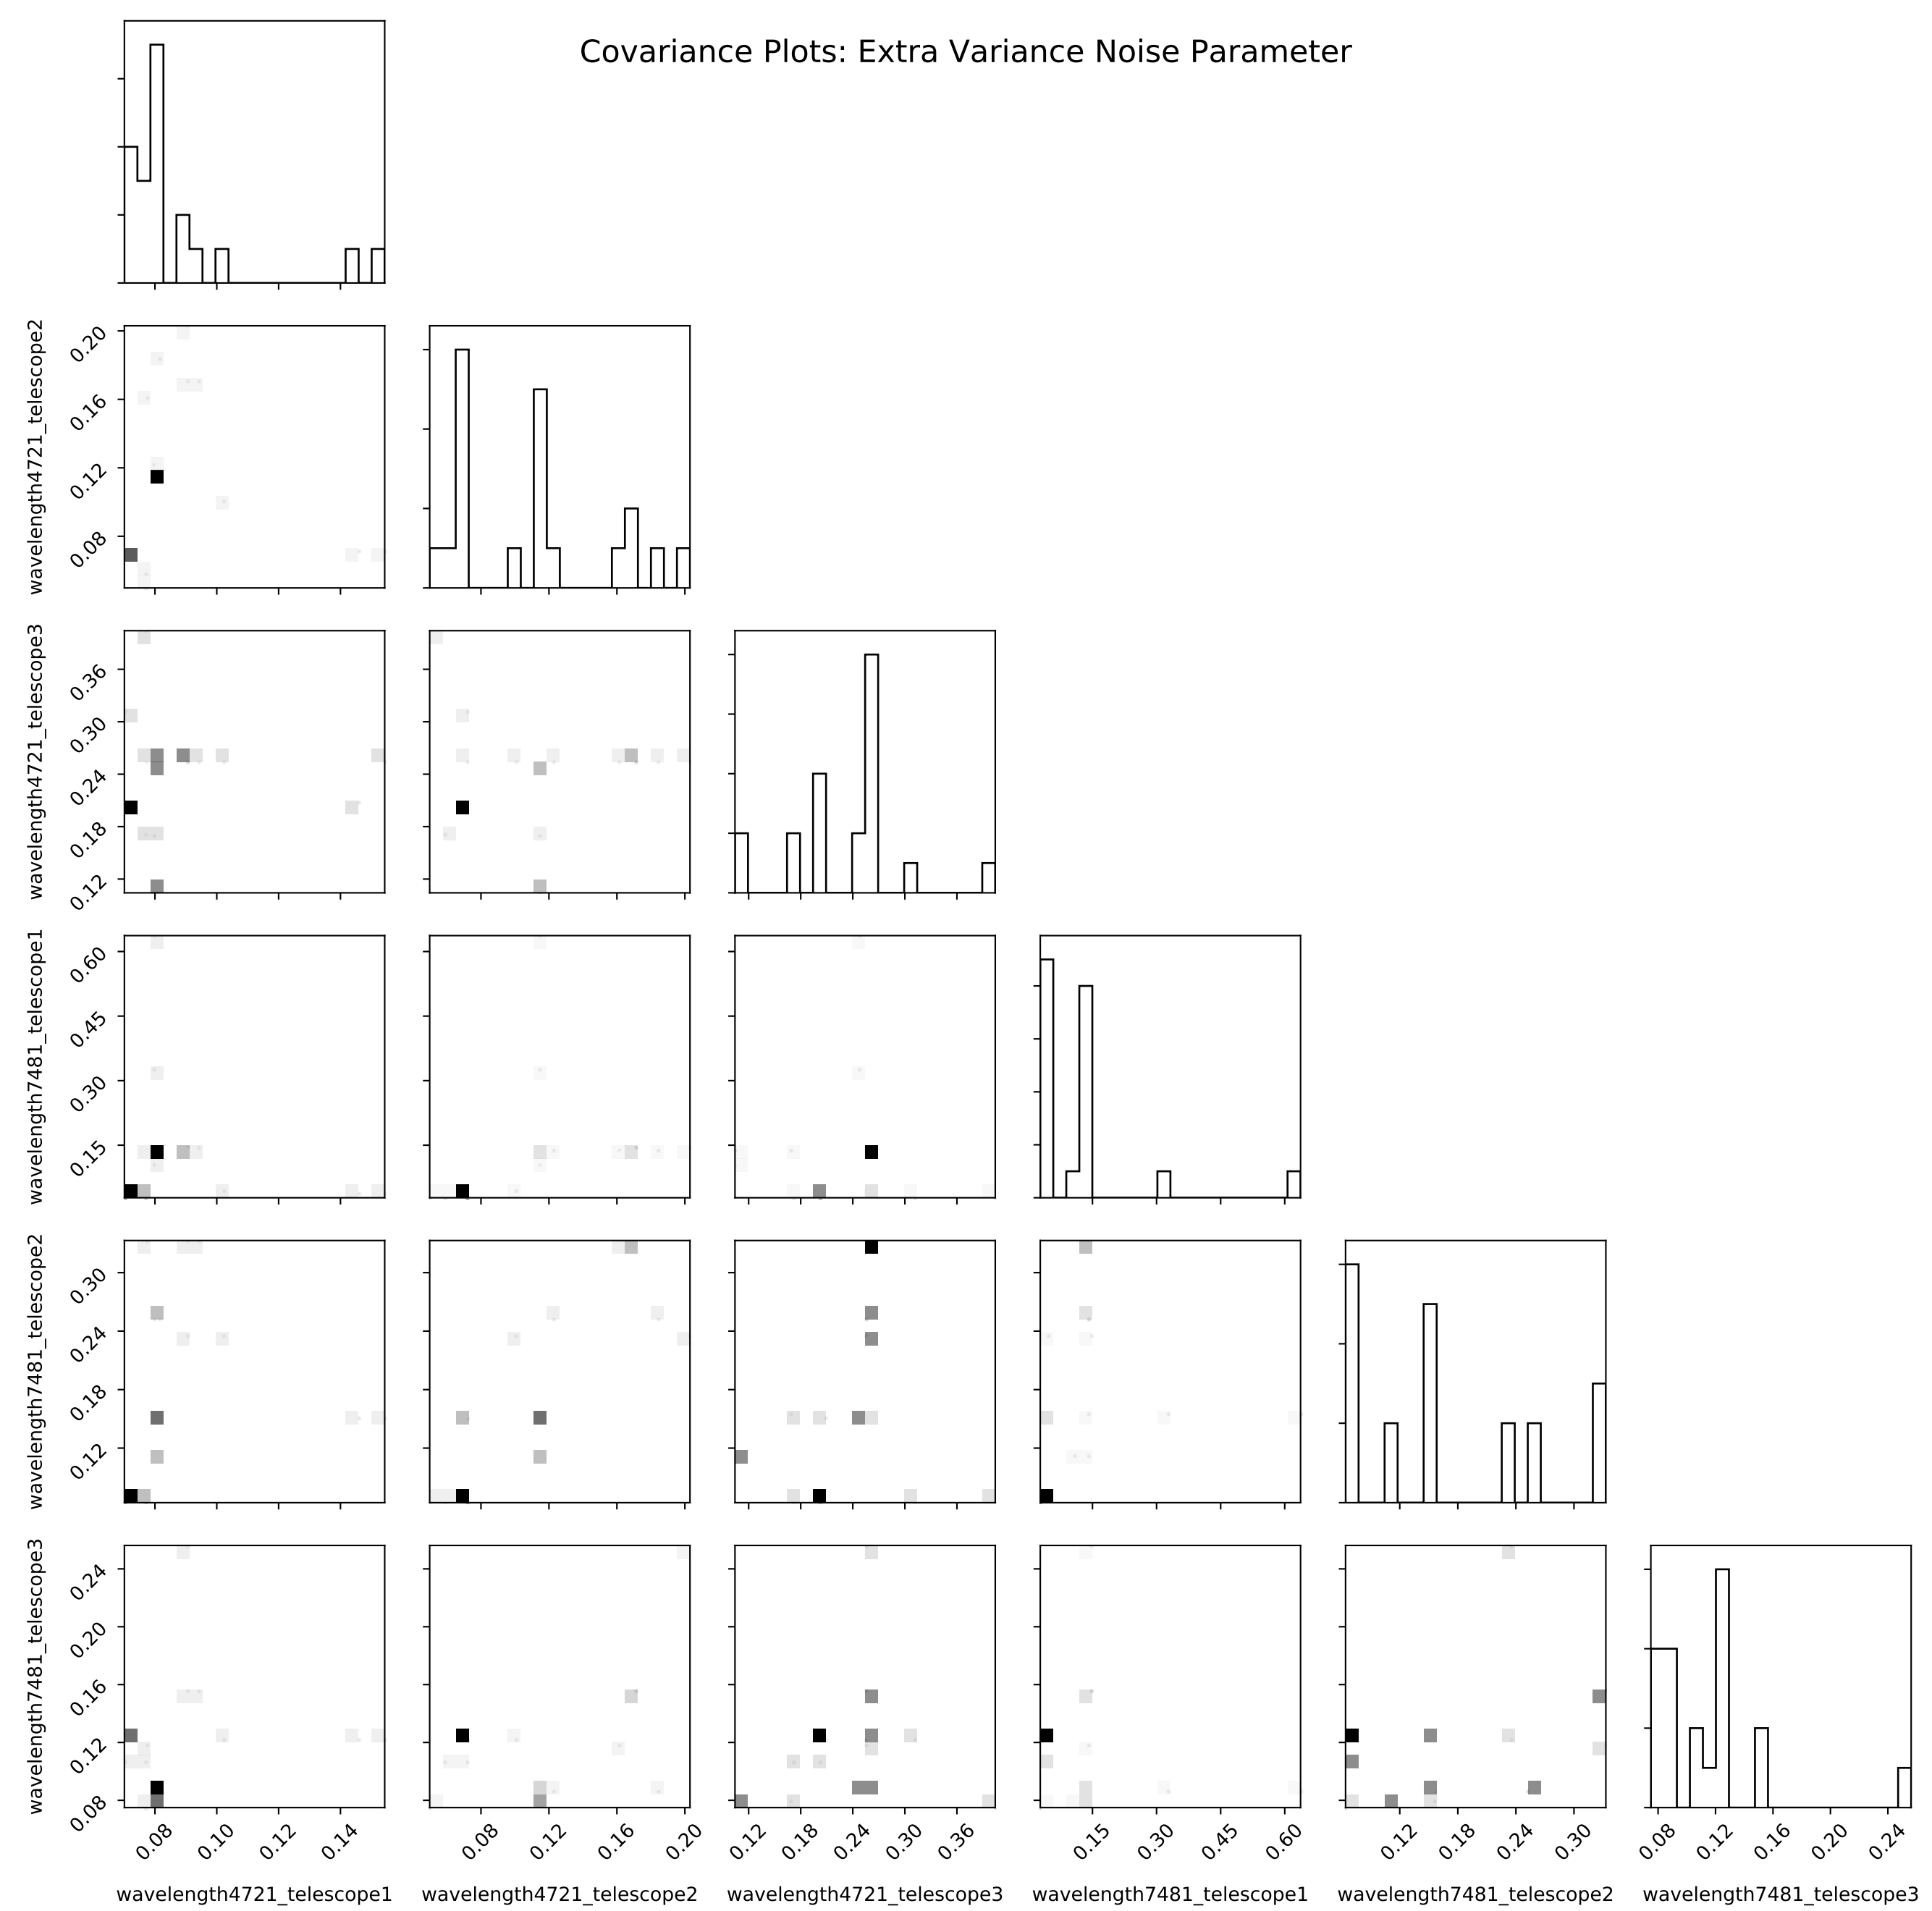 Covariance Plots: Extra Variance Noise Parameter
wavelength4721_telescope2
0.20
0.16
0.12
0.08
wavelength4721_telescope3
0.36
0.30
0.24
0.18
0.12
wavelength7481_telescope1
0.60
0.45
0.30
0.15
wavelength7481_telescope2
0.30
0.24
0.18
0.12
wavelength7481_telescope3
0.24
0.20
0.16
0.12
0.08
0.08 0.10 0.12 0.14 0.08 0.12 0.16 0.20 0.12 0.18 0.24 0.30 0.36 0.15 0.30 0.45 0.60 0.12 0.18 0.24 0.30 0.08 0.12 0.16 0.20 0.24
wavelength4721_telescope1 wavelength4721_telescope2 wavelength4721_telescope3 wavelength7481_telescope1 wavelength7481_telescope2 wavelength7481_telescope3